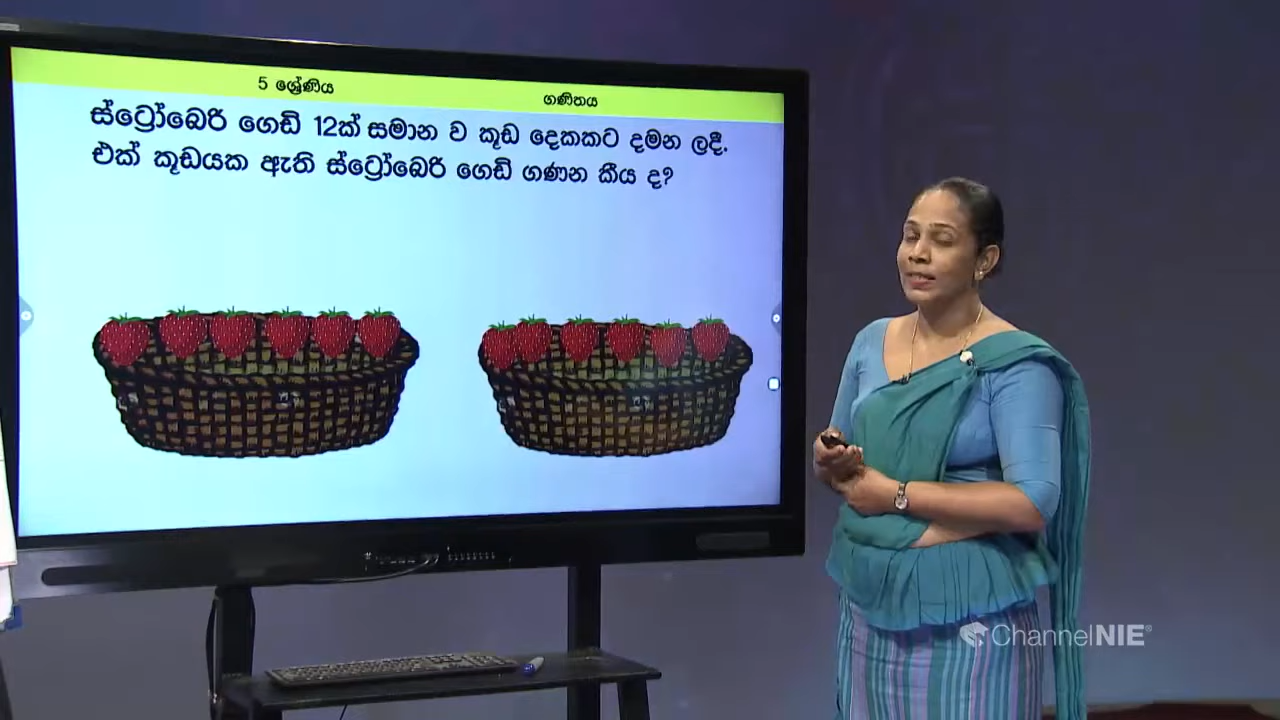 5 ශ්‍රේණිය
ගණිතය
ස්ට්‍රෝබෙරි ගෙඩි 12ක් සමාන ව කූඩ දෙකකට දමන ලදී.
එක් කූඩයක ඇති ස්ට්‍රෝබෙරි ගෙඩි ගණන කීය ද?
ChannelNIE®